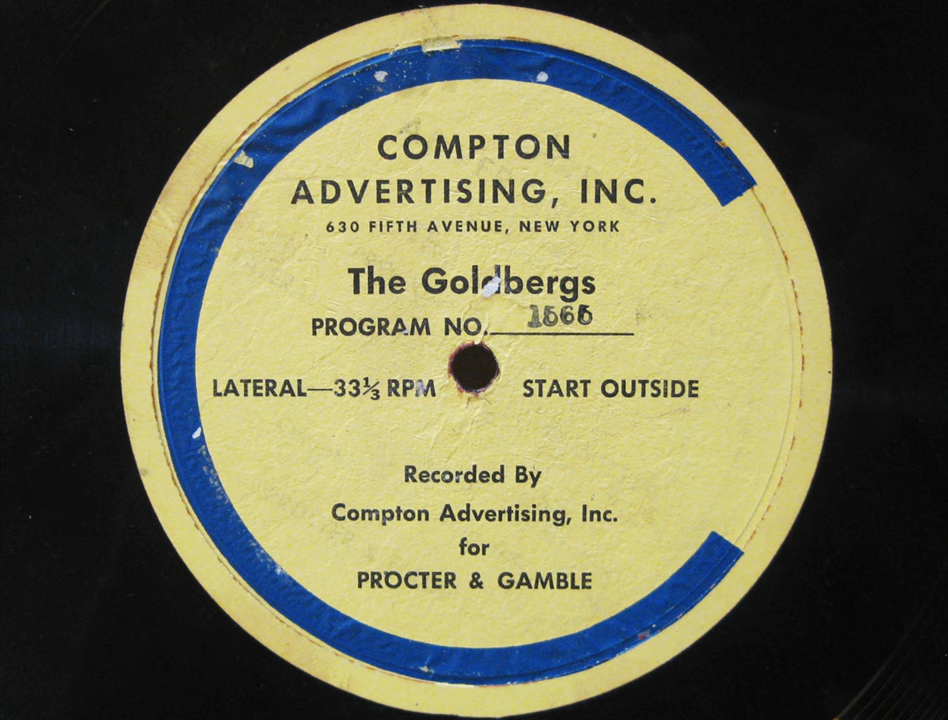 COMPTON
ADVERTISING, INC.
630 FIFTH AVENUE, NEW YORK
The Goldbergs
PROGRAM NO.
LATERAL—33⅓ RPM START OUTSIDE
Recorded By
Compton Advertising, Inc.
for
PROCTER & GAMBLE